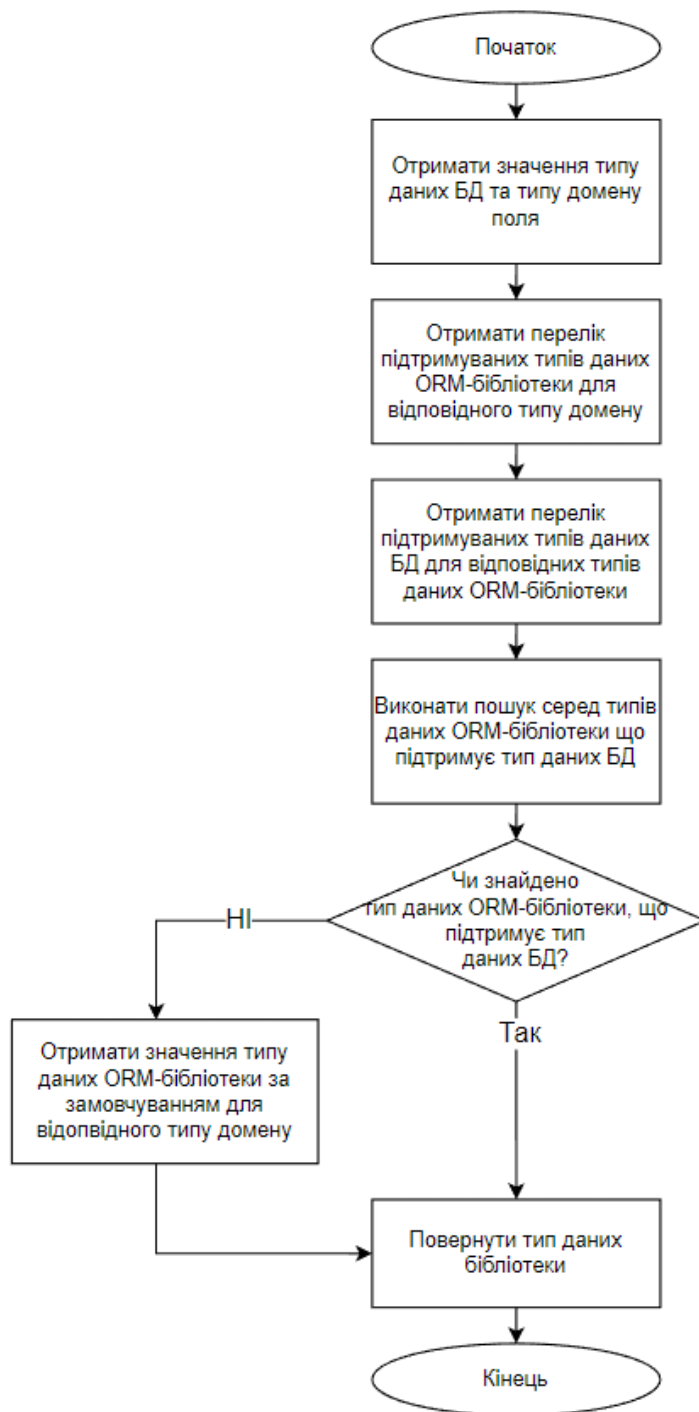 Початок
Отримати значення типу
даних БД та типу домену
поля
Отримати перелік
підтримуваних типів даних
ORM-бібліотеки для
відповідного типу домену
Отримати перелік
підтримуваних типів даних
БД для відповідних типів
даних ORM-бібліотеки
Виконати пошук серед типів
даних ORM-бібліотеки що
підтримує тип даних БД
Чи знайдено
тип даних ORM-бібліотеки, що
підтримує тип
даних БД?
НІ
Так
Отримати значення типу
даних ORM-бібліотеки за
замовчуванням для
відопвідного типу домену
Повернути тип даних
бібліотеки
Кінець